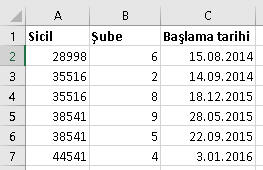 A B C
1 Sicil Şube Başlama tarihi
2 28998 6 15.08.2014
3 35516 2 14.09.2014
4 35516 8 18.12.2015
5 38541 9 28.05.2015
6 38541 5 22.09.2015
7 44541 4 3.01.2016